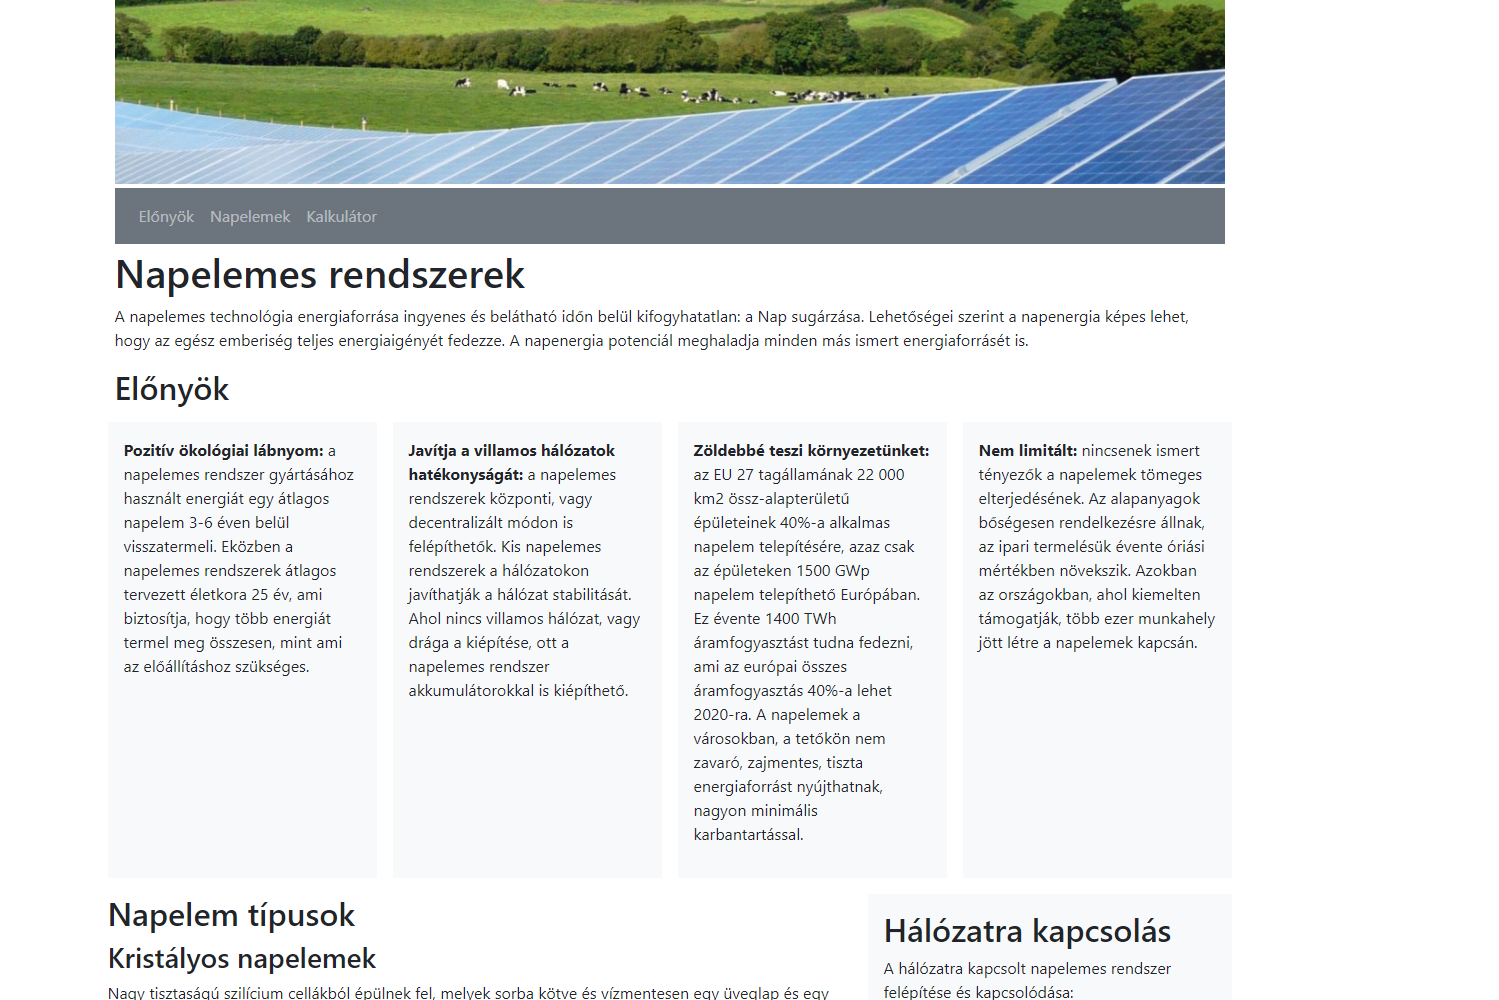 Előnyök Napelemek Kalkulátor
Napelemes rendszerek
A napelemes technológia energiaforrása ingyenes és belátható időn belül kifogyhatatlan: a Nap sugárzása. Lehetőségei szerint a napenergia képes lehet,
hogy az egész emberiség teljes energiaigényét fedezze. A napenergia potenciál meghaladja minden más ismert energiaforrásét is.
Előnyök
Pozitív ökológiai lábnyom: a
napelemes rendszer gyártásához
használt energiát egy átlagos
napelem 3-6 éven belül
visszatermeli. Eközben a
napelemes rendszerek átlagos
tervezett életkora 25 év, ami
biztosítja, hogy több energiát
termel meg összesen, mint ami
az előállításhoz szükséges.
Javítja a villamos hálózatok
hatékonyságát: a napelemes
rendszerek központi, vagy
decentralizált módon is
felépíthetők. Kis napelemes
rendszerek a hálózatokon
javíthatják a hálózat stabilitását.
Ahol nincs villamos hálózat, vagy
drága a kiépítése, ott a
napelemes rendszer
akkumulátorokkal is kiépíthető.
Zöldebbé teszi környezetünket:
az EU 27 tagállamának 22 000
km2 össz-alapterületű
épületeinek 40%-a alkalmas
napelem telepítésére, azaz csak
az épületeken 1500 GWp
napelem telepíthető Európában.
Ez évente 1400 TWh
áramfogyasztást tudna fedezni,
ami az európai összes
áramfogyasztás 40%-a lehet
2020-ra. A napelemek a
városokban, a tetőkön nem
zavaró, zajmentes, tiszta
energiaforrást nyújthatnak,
nagyon minimális
karbantartással.
Nem limitált: nincsenek ismert
tényezők a napelemek tömeges
elterjedésének. Az alapanyagok
bőségesen rendelkezésre állnak,
az ipari termelésük évente óriási
mértékben növekszik. Azokban
az országokban, ahol kiemelten
támogatják, több ezer munkahely
jött létre a napelemek kapcsán.
Napelem típusok
Kristályos napelemek
Nagy tisztaságú szilícium cellákból épülnek fel, melyek sorba kötve és vízmentesen egy üveglap és egy
Hálózatra kapcsolás
A hálózatra kapcsolt napelemes rendszer
felépítése és kapcsolódása: